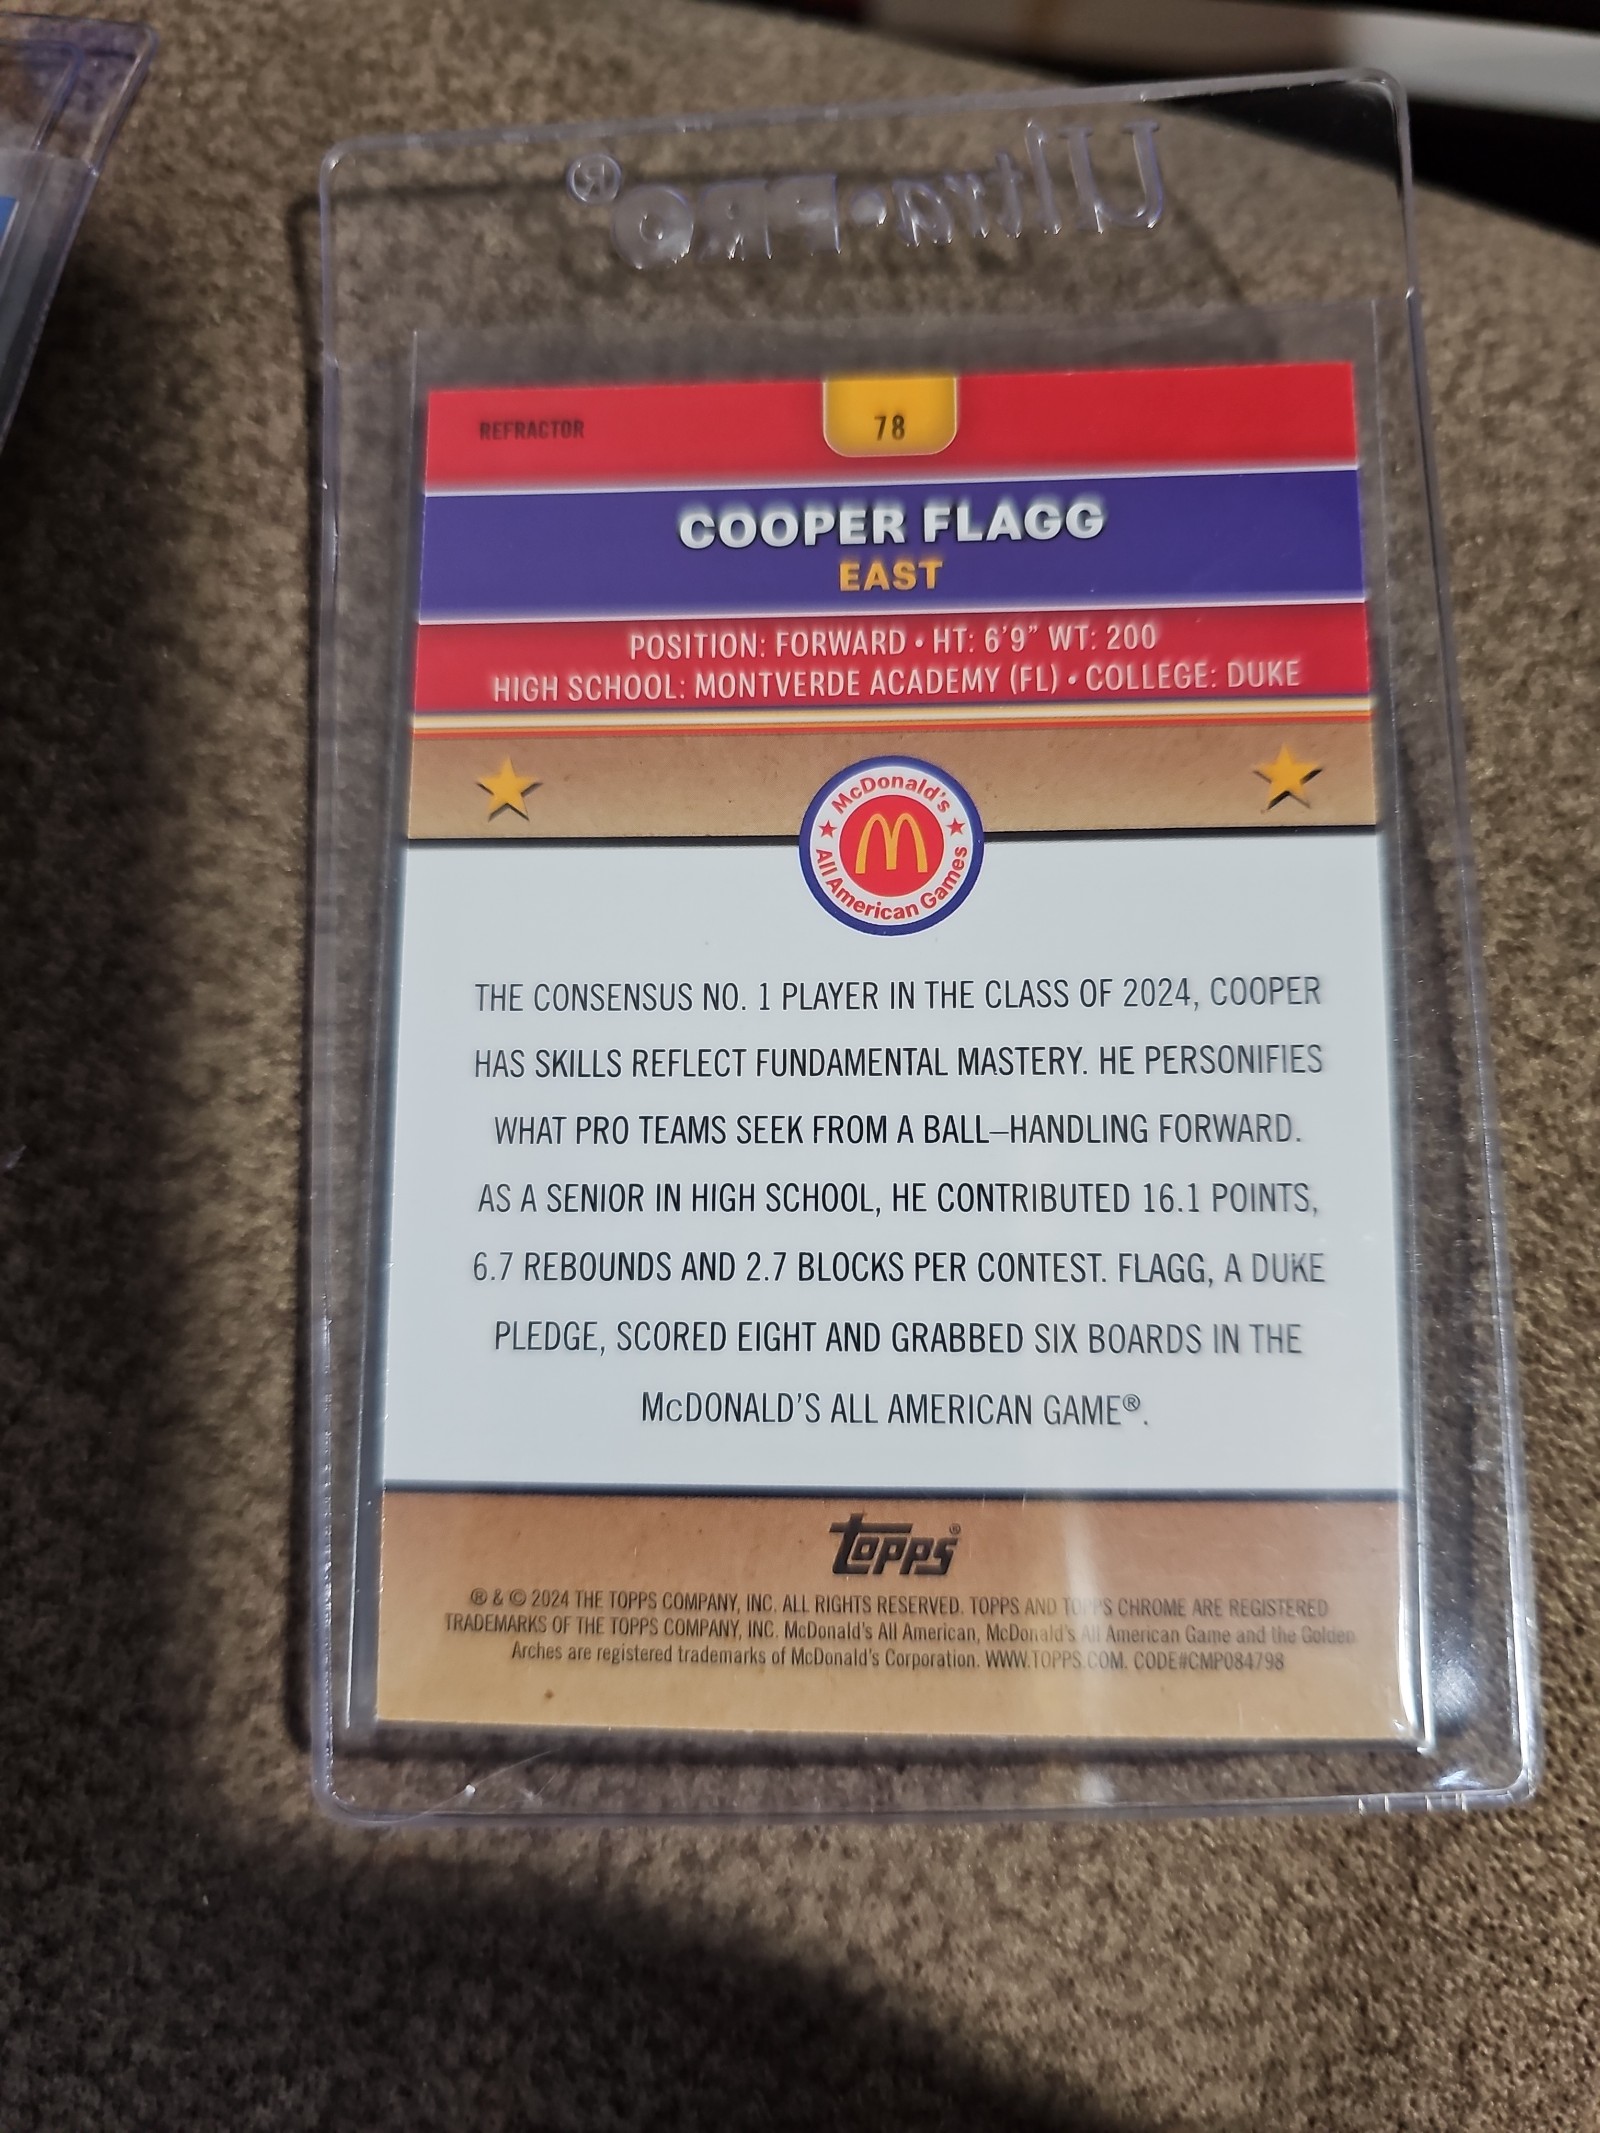 Ultra•PRO®
REFRACTOR
78
COOPER FLAGG
EAST
POSITION: FORWARD • HT: 6'9" WT: 200
HIGH SCHOOL: MONTVERDE ACADEMY (FL) • COLLEGE: DUKE
McDonald's
All American Games
THE CONSENSUS NO. 1 PLAYER IN THE CLASS OF 2024, COOPER
HAS SKILLS REFLECT FUNDAMENTAL MASTERY. HE PERSONIFIES
WHAT PRO TEAMS SEEK FROM A BALL–HANDLING FORWARD.
AS A SENIOR IN HIGH SCHOOL, HE CONTRIBUTED 16.1 POINTS,
6.7 REBOUNDS AND 2.7 BLOCKS PER CONTEST. FLAGG, A DUKE
PLEDGE, SCORED EIGHT AND GRABBED SIX BOARDS IN THE
McDONALD'S ALL AMERICAN GAME®.
topps®
® & © 2024 THE TOPPS COMPANY, INC. ALL RIGHTS RESERVED. TOPPS AND TOPPS CHROME ARE REGISTERED
TRADEMARKS OF THE TOPPS COMPANY, INC. McDonald's All American, McDonald's All American Game and the Golden
Arches are registered trademarks of McDonald's Corporation. WWW.TOPPS.COM. CODE#CMP084798